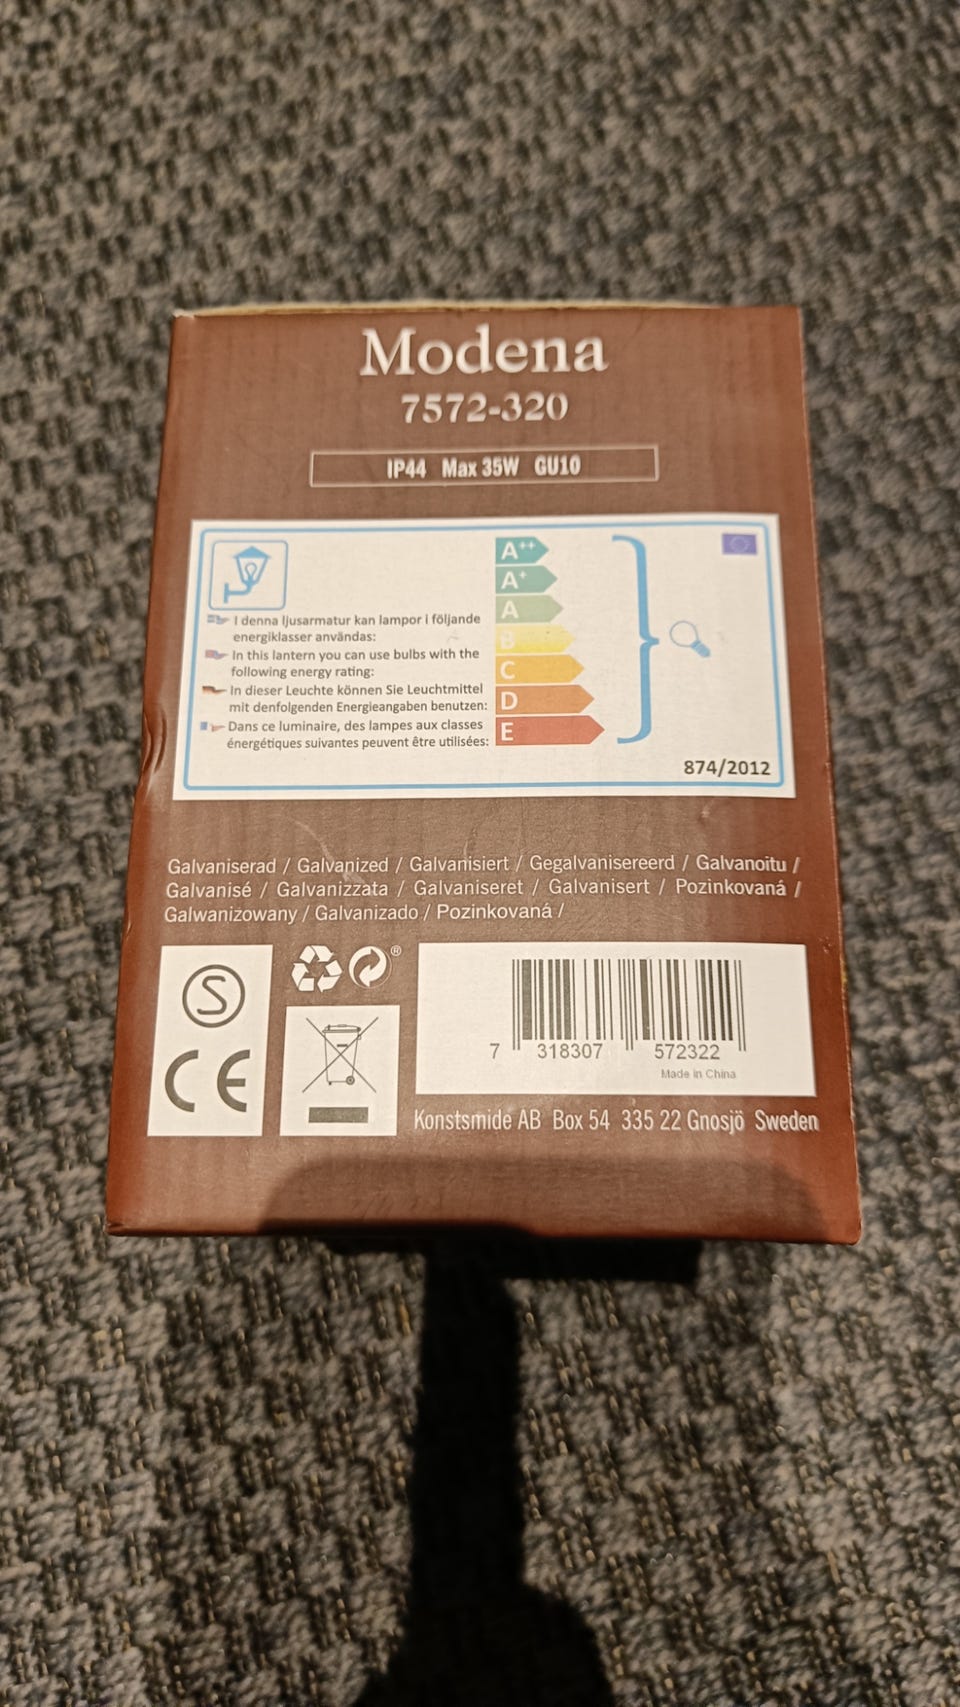 Modena
7572-320
IP44 Max 35W GU10
I denna ljusarmatur kan lampor i följande
energiklasser användas:
In this lantern you can use bulbs with the
following energy rating:
In dieser Leuchte können Sie Leuchtmittel
mit denfolgenden Energieangaben benutzen:
Dans ce luminaire, des lampes aux classes
énergétiques suivantes peuvent être utilisées:
A++
A+
A
B
C
D
E
874/2012
Galvaniserad / Galvanized / Galvanisiert / Gegalvanisereerd / Galvanoitu /
Galvanisé / Galvanizzata / Galvaniseret / Galvanisert / Pozinkovaná /
Galwanizowany / Galvanizado / Pozinkovaná /
S
CE
®
7 318307 572322
Made in China
Konstsmide AB Box 54 335 22 Gnosjö Sweden